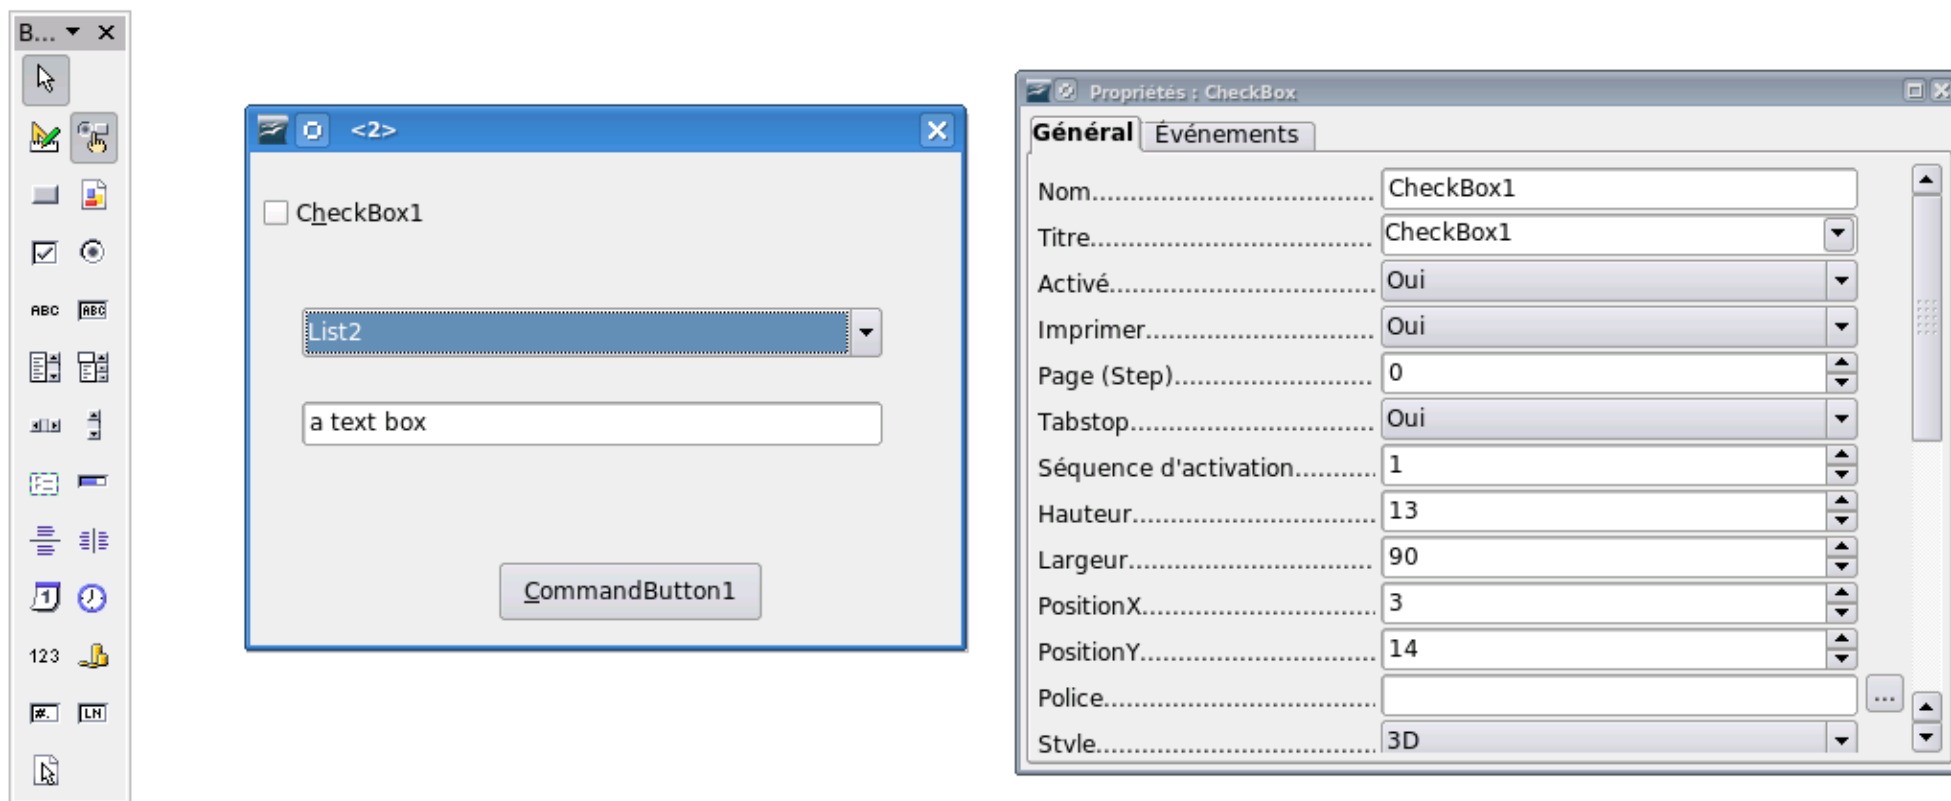 B...
ABC ABC
1
123
#. LN
<2>
CheckBox1
List2
a text box
CommandButton1
Propriétés : CheckBox
Général Événements
Nom CheckBox1
Titre CheckBox1
Activé Oui
Imprimer Oui
Page (Step) 0
Tabstop Oui
Séquence d'activation 1
Hauteur 13
Largeur 90
PositionX 3
PositionY 14
Police ...
Style 3D